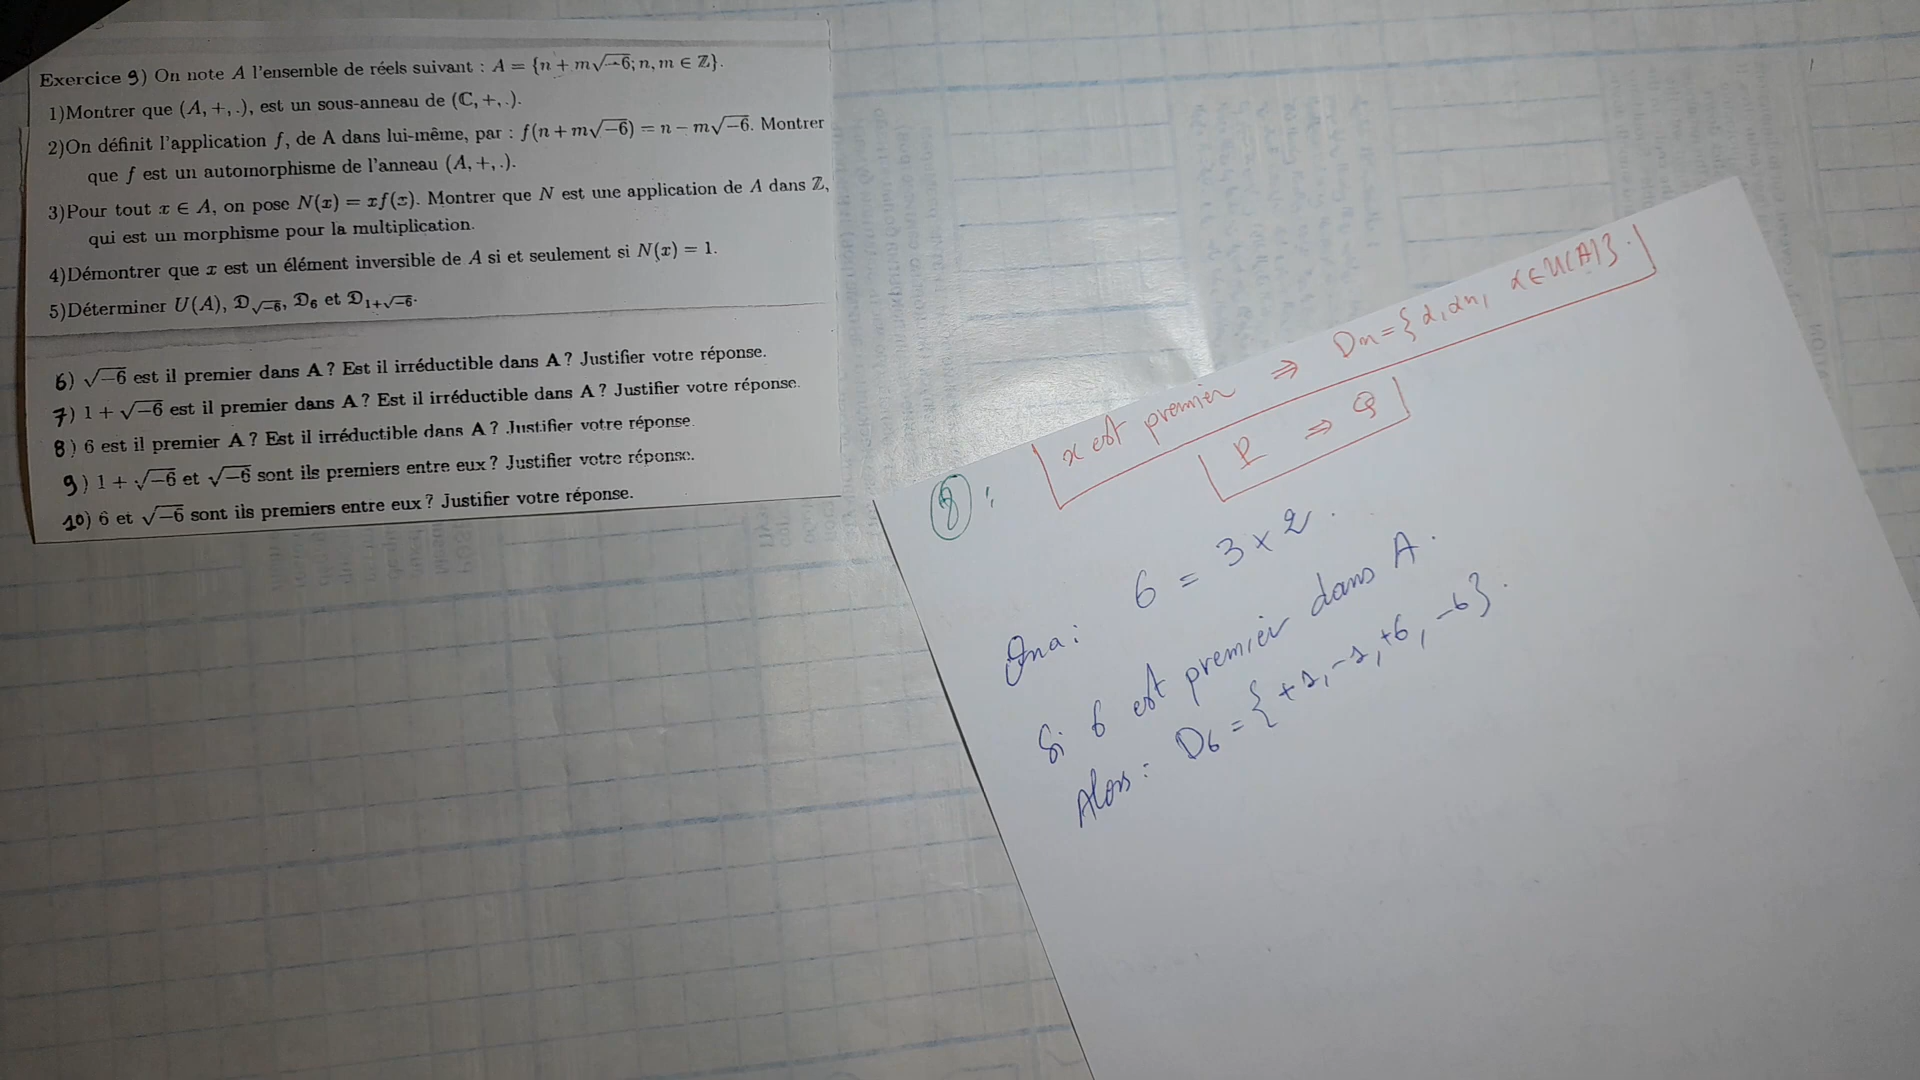 Exercice 9) On note A l'ensemble de réels suivant : A = {n + m√−6; n, m ∈ ℤ}.
1)Montrer que (A, +, .), est un sous-anneau de (ℂ, +, .).
2)On définit l'application f, de A dans lui-même, par : f(n + m√−6) = n − m√−6. Montrer
que f est un automorphisme de l'anneau (A, +, .).
3)Pour tout x ∈ A, on pose N(x) = xf(x). Montrer que N est une application de A dans ℤ,
qui est un morphisme pour la multiplication.
4)Démontrer que x est un élément inversible de A si et seulement si N(x) = 1.
5)Déterminer U(A), D√−6, D6 et D1+√−6.
6) √−6 est il premier dans A ? Est il irréductible dans A ? Justifier votre réponse.
7) 1 + √−6 est il premier dans A ? Est il irréductible dans A ? Justifier votre réponse.
8) 6 est il premier A ? Est il irréductible dans A ? Justifier votre réponse.
9) 1 + √−6 et √−6 sont ils premiers entre eux ? Justifier votre réponse.
10) 6 et √−6 sont ils premiers entre eux ? Justifier votre réponse.
x est premier ⇒ Dx = {α, αx, α ∈ U(A)}.
P ⇒ Q
8 :
Ona : 6 = 3 x 2.
Si 6 est premier dans A.
Alors : D6 = {+1, -1, +6, -6}.